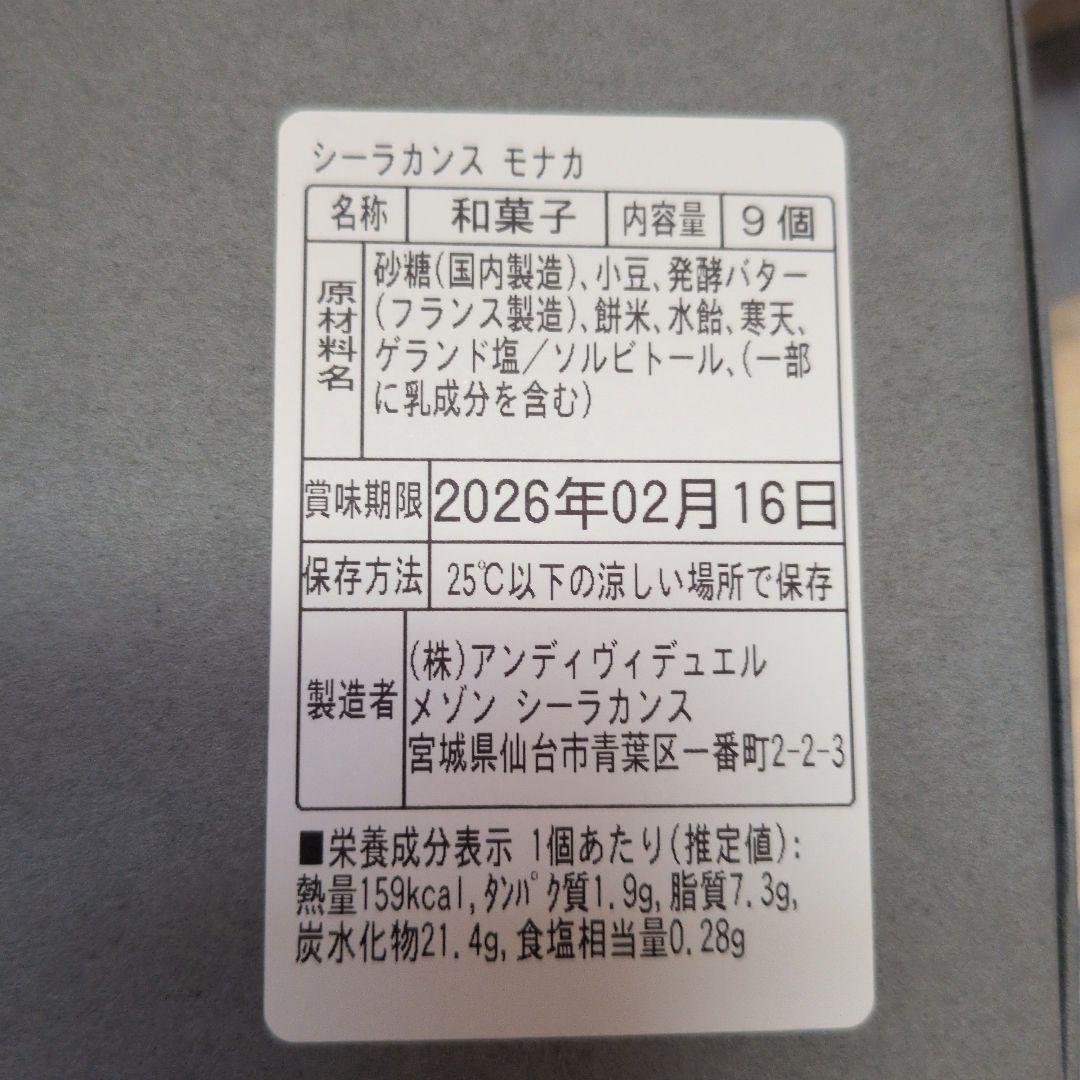 シーラカンス モナカ
名称 和菓子 内容量 9個
原材料名
砂糖(国内製造)、小豆、発酵バター
(フランス製造)、餅米、水飴、寒天、
ゲランド塩/ソルビトール、(一部
に乳成分を含む)
賞味期限 2026年02月16日
保存方法 25℃以下の涼しい場所で保存
製造者
(株)アンディヴィデュエル
メゾン シーラカンス
宮城県仙台市青葉区一番町2-2-3
■栄養成分表示 1個あたり(推定値):
熱量159kcal,ﾀﾝﾊﾟｸ質1.9g,脂質7.3g,
炭水化物21.4g,食塩相当量0.28g